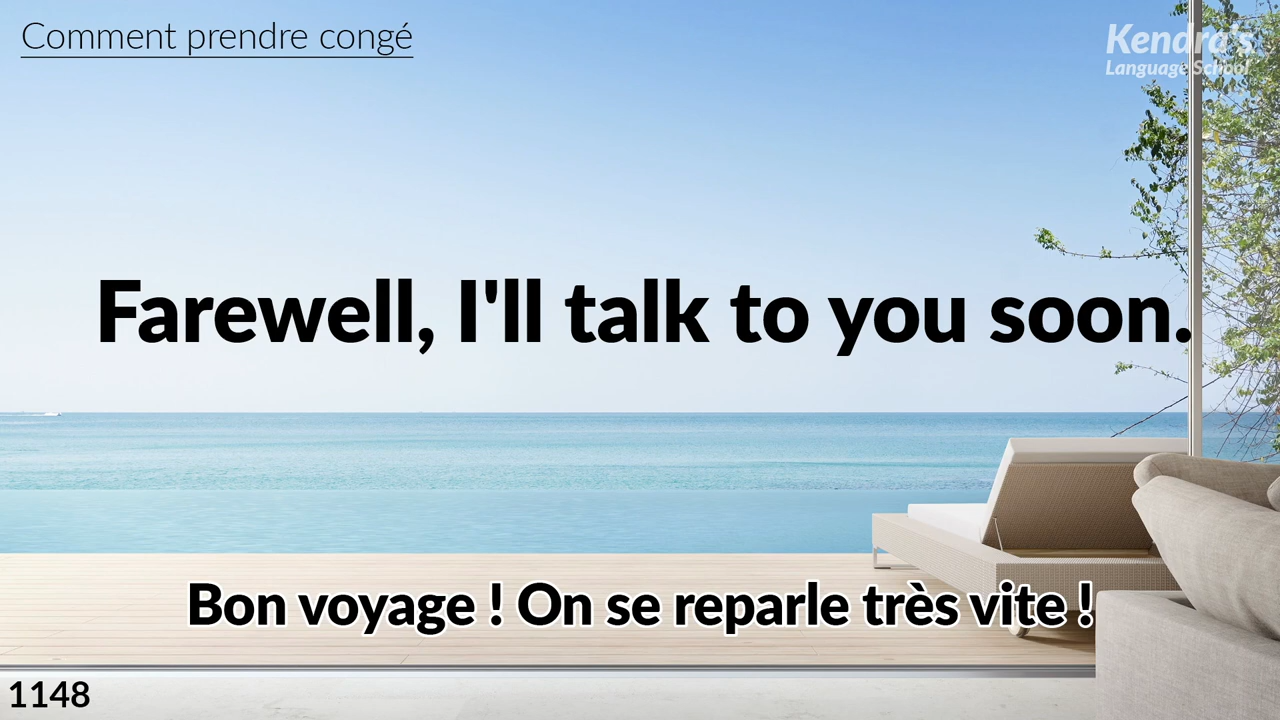 Comment prendre congé
Kendra's
Language School
Farewell, I'll talk to you soon.
Bon voyage ! On se reparle très vite !
1148